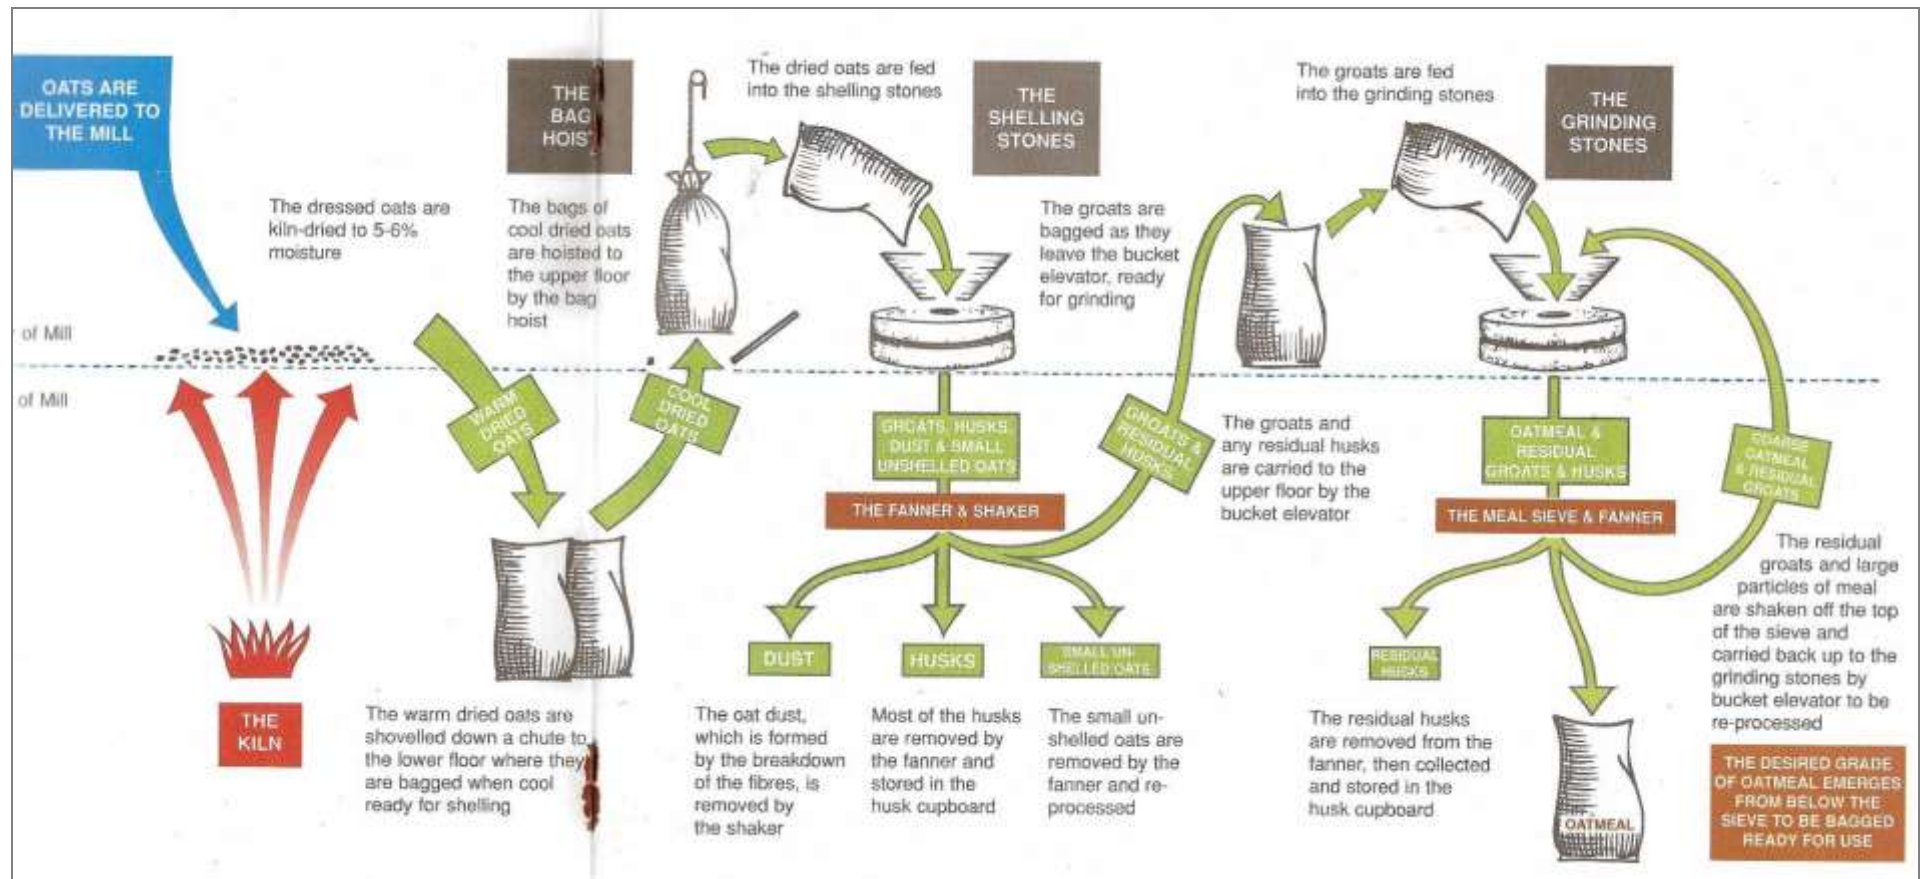 OATS ARE
DELIVERED TO
THE MILL
The dressed oats are
kiln-dried to 5-6%
moisture
of Mill
of Mill
THE
KILN
THE
BAG
HOIST
The bags of
cool dried oats
are hoisted to
the upper floor
by the bag
hoist
WARM
DRIED
OATS
COOL
DRIED
OATS
The warm dried oats are
shovelled down a chute to
the lower floor where they
are bagged when cool
ready for shelling
The dried oats are fed
into the shelling stones
THE
SHELLING
STONES
GROATS, HUSKS
DUST & SMALL
UNSHELLED OATS
THE FANNER & SHAKER
DUST
HUSKS
SMALL UN-
SHELLED OATS
The oat dust,
which is formed
by the breakdown
of the fibres, is
removed by
the shaker
Most of the husks
are removed by
the fanner and
stored in the
husk cupboard
The small un-
shelled oats are
removed by the
fanner and re-
processed
GROATS &
RESIDUAL
HUSKS
The groats and
any residual husks
are carried to the
upper floor by the
bucket elevator
The groats are
bagged as they
leave the bucket
elevator, ready
for grinding
The groats are fed
into the grinding stones
THE
GRINDING
STONES
OATMEAL &
RESIDUAL
GROATS & HUSKS
THE MEAL SIEVE & FANNER
COARSE
OATMEAL
& RESIDUAL
GROATS
RESIDUAL
HUSKS
The residual husks
are removed from the
fanner, then collected
and stored in the
husk cupboard
OATMEAL
The residual
groats and large
particles of meal
are shaken off the top
of the sieve and
carried back up to the
grinding stones by
bucket elevator to be
re-processed
THE DESIRED GRADE
OF OATMEAL EMERGES
FROM BELOW THE
SIEVE TO BE BAGGED
READY FOR USE